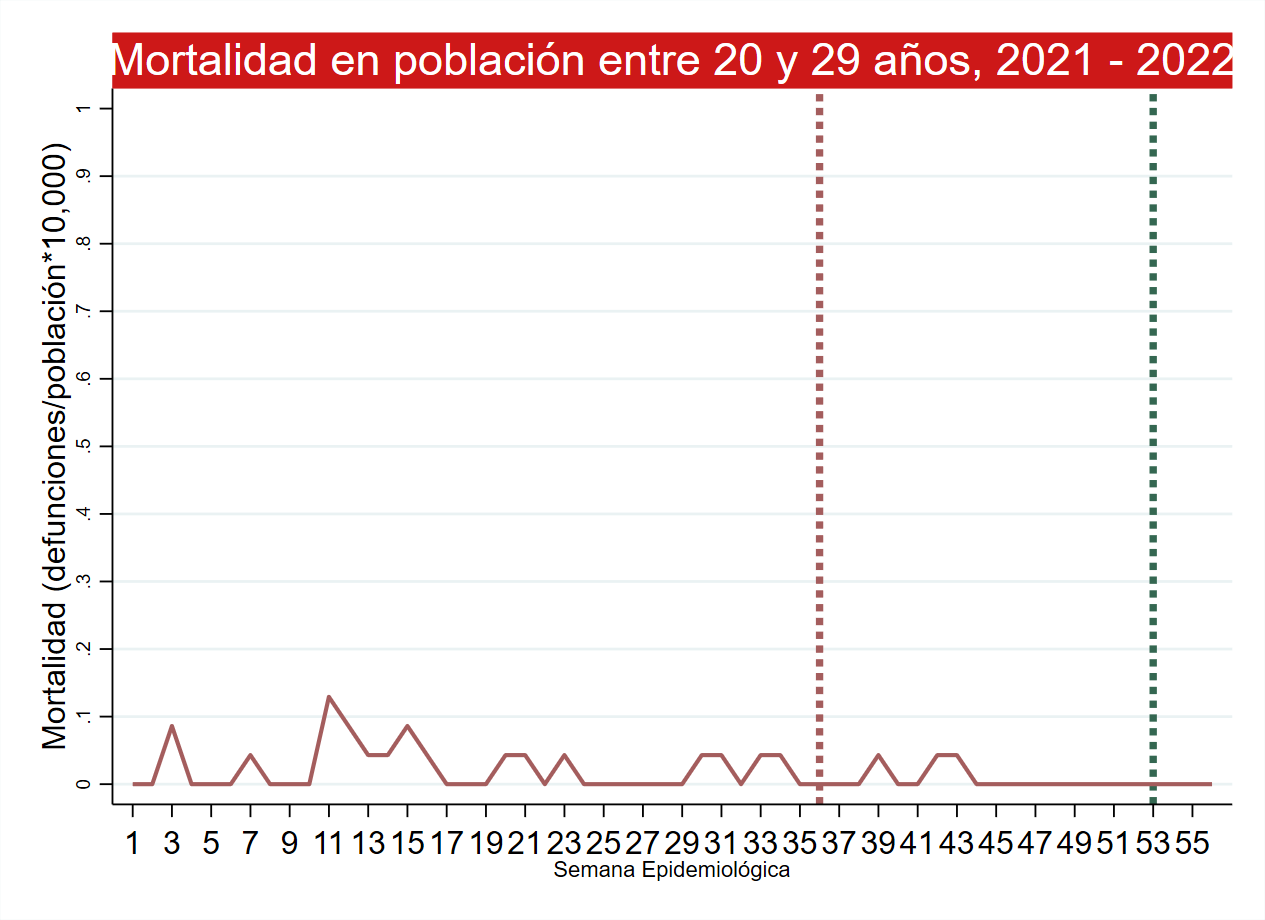 Mortalidad en población entre 20 y 29 años, 2021 - 2022
Mortalidad (defunciones/población*10,000)
1
.9
.8
.7
.6
.5
.4
.3
.2
.1
0
1 3 5 7 9 11 13 15 17 19 21 23 25 27 29 31 33 35 37 39 41 43 45 47 49 51 53 55
Semana Epidemiológica